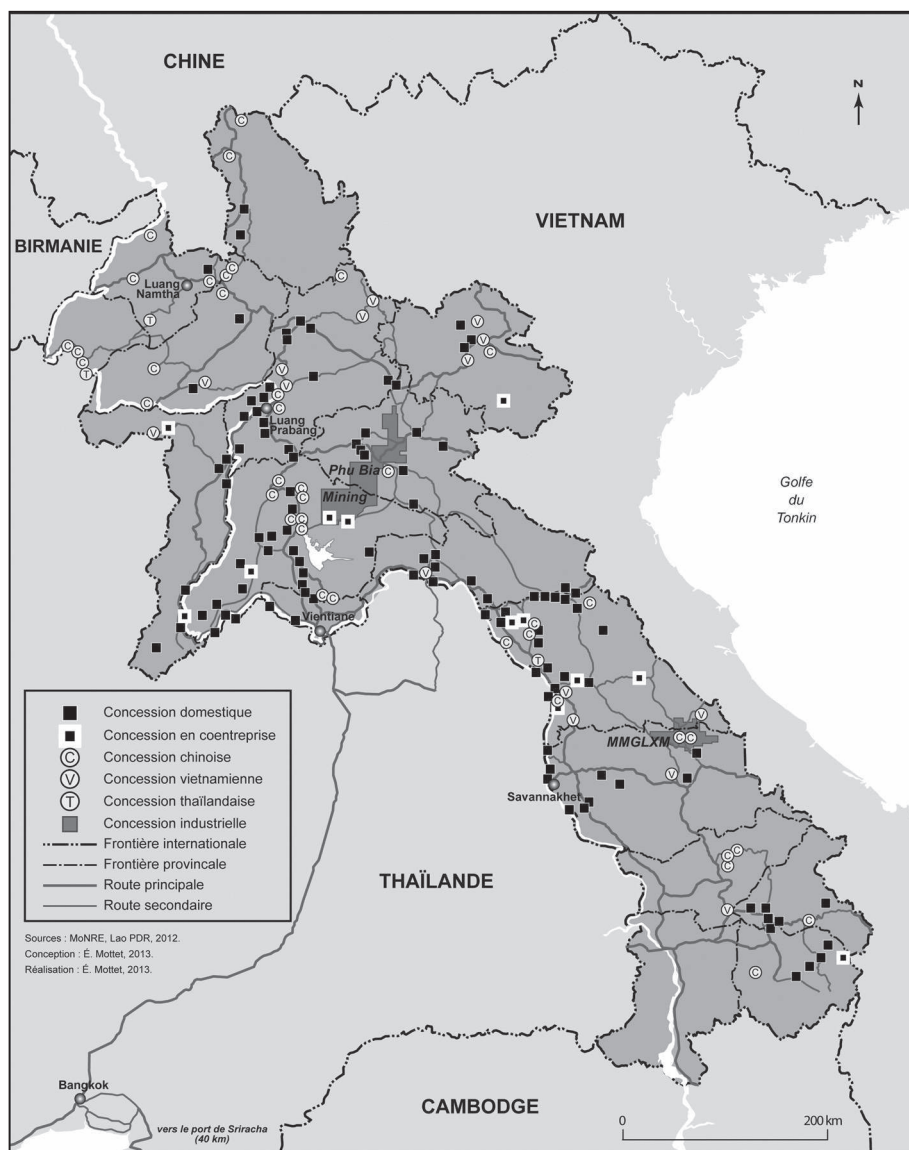 CHINE
N
VIETNAM
BIRMANIE
Luang
Namtha
Luang
Prabang
Phu Bia
Mining
Golfe
du
Tonkin
Vientiane
MMGLXM
Savannakhet
Concession domestique
Concession en coentreprise
C Concession chinoise
V Concession vietnamienne
T Concession thaïlandaise
Concession industrielle
Frontière internationale
Frontière provincale
Route principale
Route secondaire
THAÏLANDE
Sources : MoNRE, Lao PDR, 2012.
Conception : É. Mottet, 2013.
Réalisation : É. Mottet, 2013.
Bangkok
vers le port de Sriracha
(40 km)
CAMBODGE
0 200 km